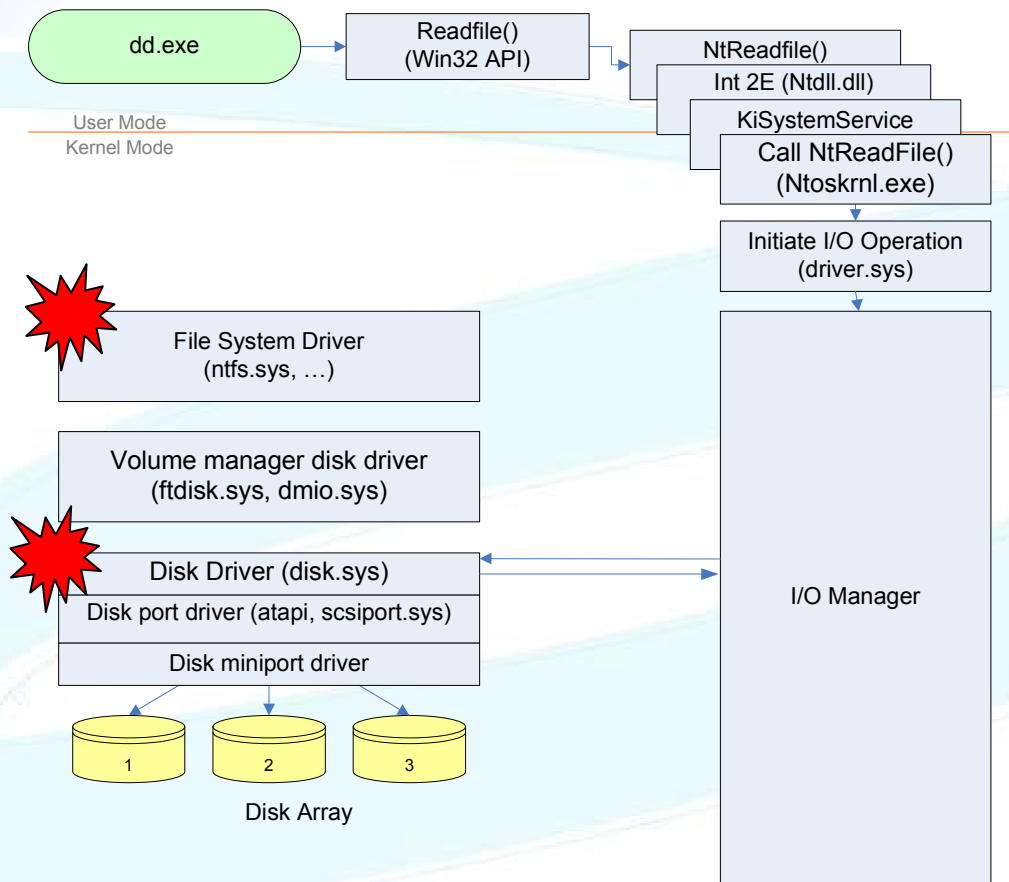 dd.exe
Readfile()
(Win32 API)
NtReadfile()
Int 2E (Ntdll.dll)
KiSystemService
Call NtReadFile()
(Ntoskrnl.exe)
User Mode
Kernel Mode
Initiate I/O Operation
(driver.sys)
File System Driver
(ntfs.sys, …)
Volume manager disk driver
(ftdisk.sys, dmio.sys)
Disk Driver (disk.sys)
Disk port driver (atapi, scsiport.sys)
Disk miniport driver
I/O Manager
1
2
3
Disk Array